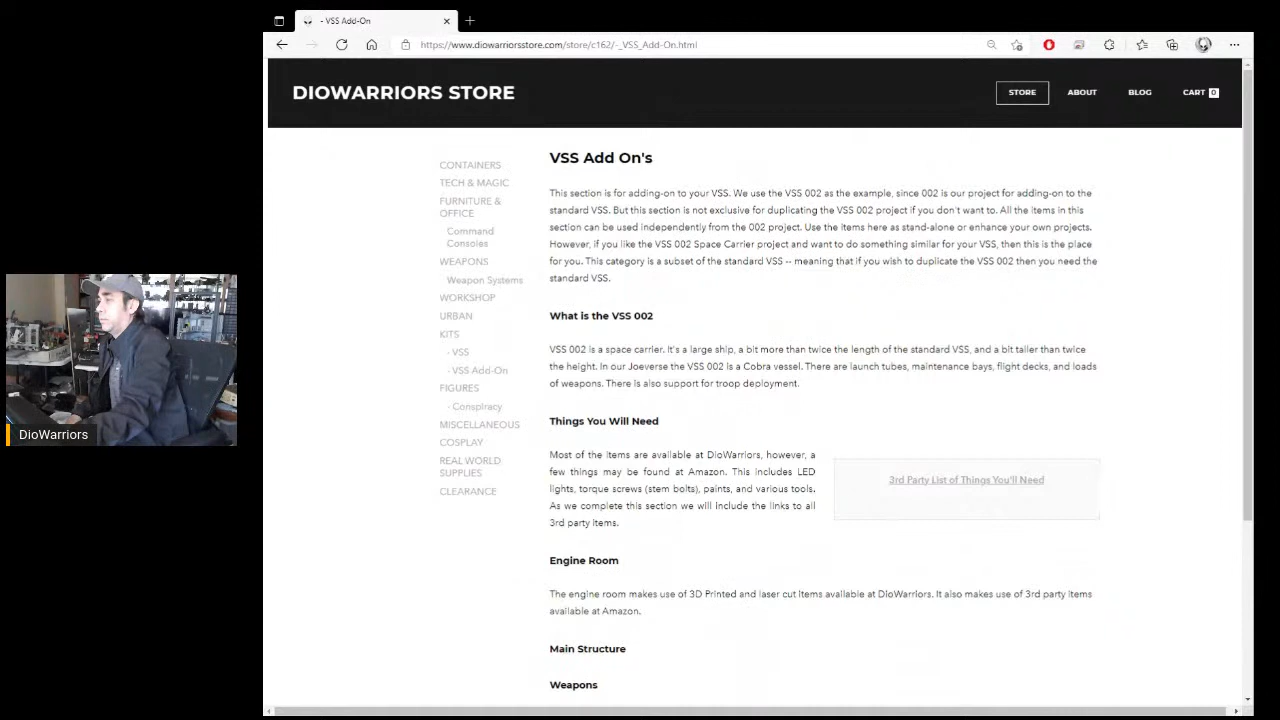 - VSS Add-On
https://www.diowarriorsstore.com/store/c162/-_VSS_Add-On.html
DIOWARRIORS STORE
STORE
ABOUT
BLOG
CART 0
CONTAINERS
TECH & MAGIC
FURNITURE &
OFFICE
Command
Consoles
WEAPONS
Weapon Systems
WORKSHOP
URBAN
KITS
- VSS
- VSS Add-On
FIGURES
- Conspiracy
MISCELLANEOUS
COSPLAY
REAL WORLD
SUPPLIES
CLEARANCE
VSS Add On's
This section is for adding-on to your VSS. We use the VSS 002 as the example, since 002 is our project for adding-on to the
standard VSS. But this section is not exclusive for duplicating the VSS 002 project if you don't want to. All the items in this
section can be used independently from the 002 project. Use the items here as stand-alone or enhance your own projects.
However, if you like the VSS 002 Space Carrier project and want to do something similar for your VSS, then this is the place
for you. This category is a subset of the standard VSS -- meaning that if you wish to duplicate the VSS 002 then you need the
standard VSS.
What is the VSS 002
VSS 002 is a space carrier. It's a large ship, a bit more than twice the length of the standard VSS, and a bit taller than twice
the height. In our Joeverse the VSS 002 is a Cobra vessel. There are launch tubes, maintenance bays, flight decks, and loads
of weapons. There is also support for troop deployment.
Things You Will Need
Most of the items are available at DioWarriors, however, a
few things may be found at Amazon. This includes LED
lights, torque screws (stem bolts), paints, and various tools.
As we complete this section we will include the links to all
3rd party items.
3rd Party List of Things You'll Need
Engine Room
The engine room makes use of 3D Printed and laser cut items available at DioWarriors. It also makes use of 3rd party items
available at Amazon.
Main Structure
Weapons
DioWarriors